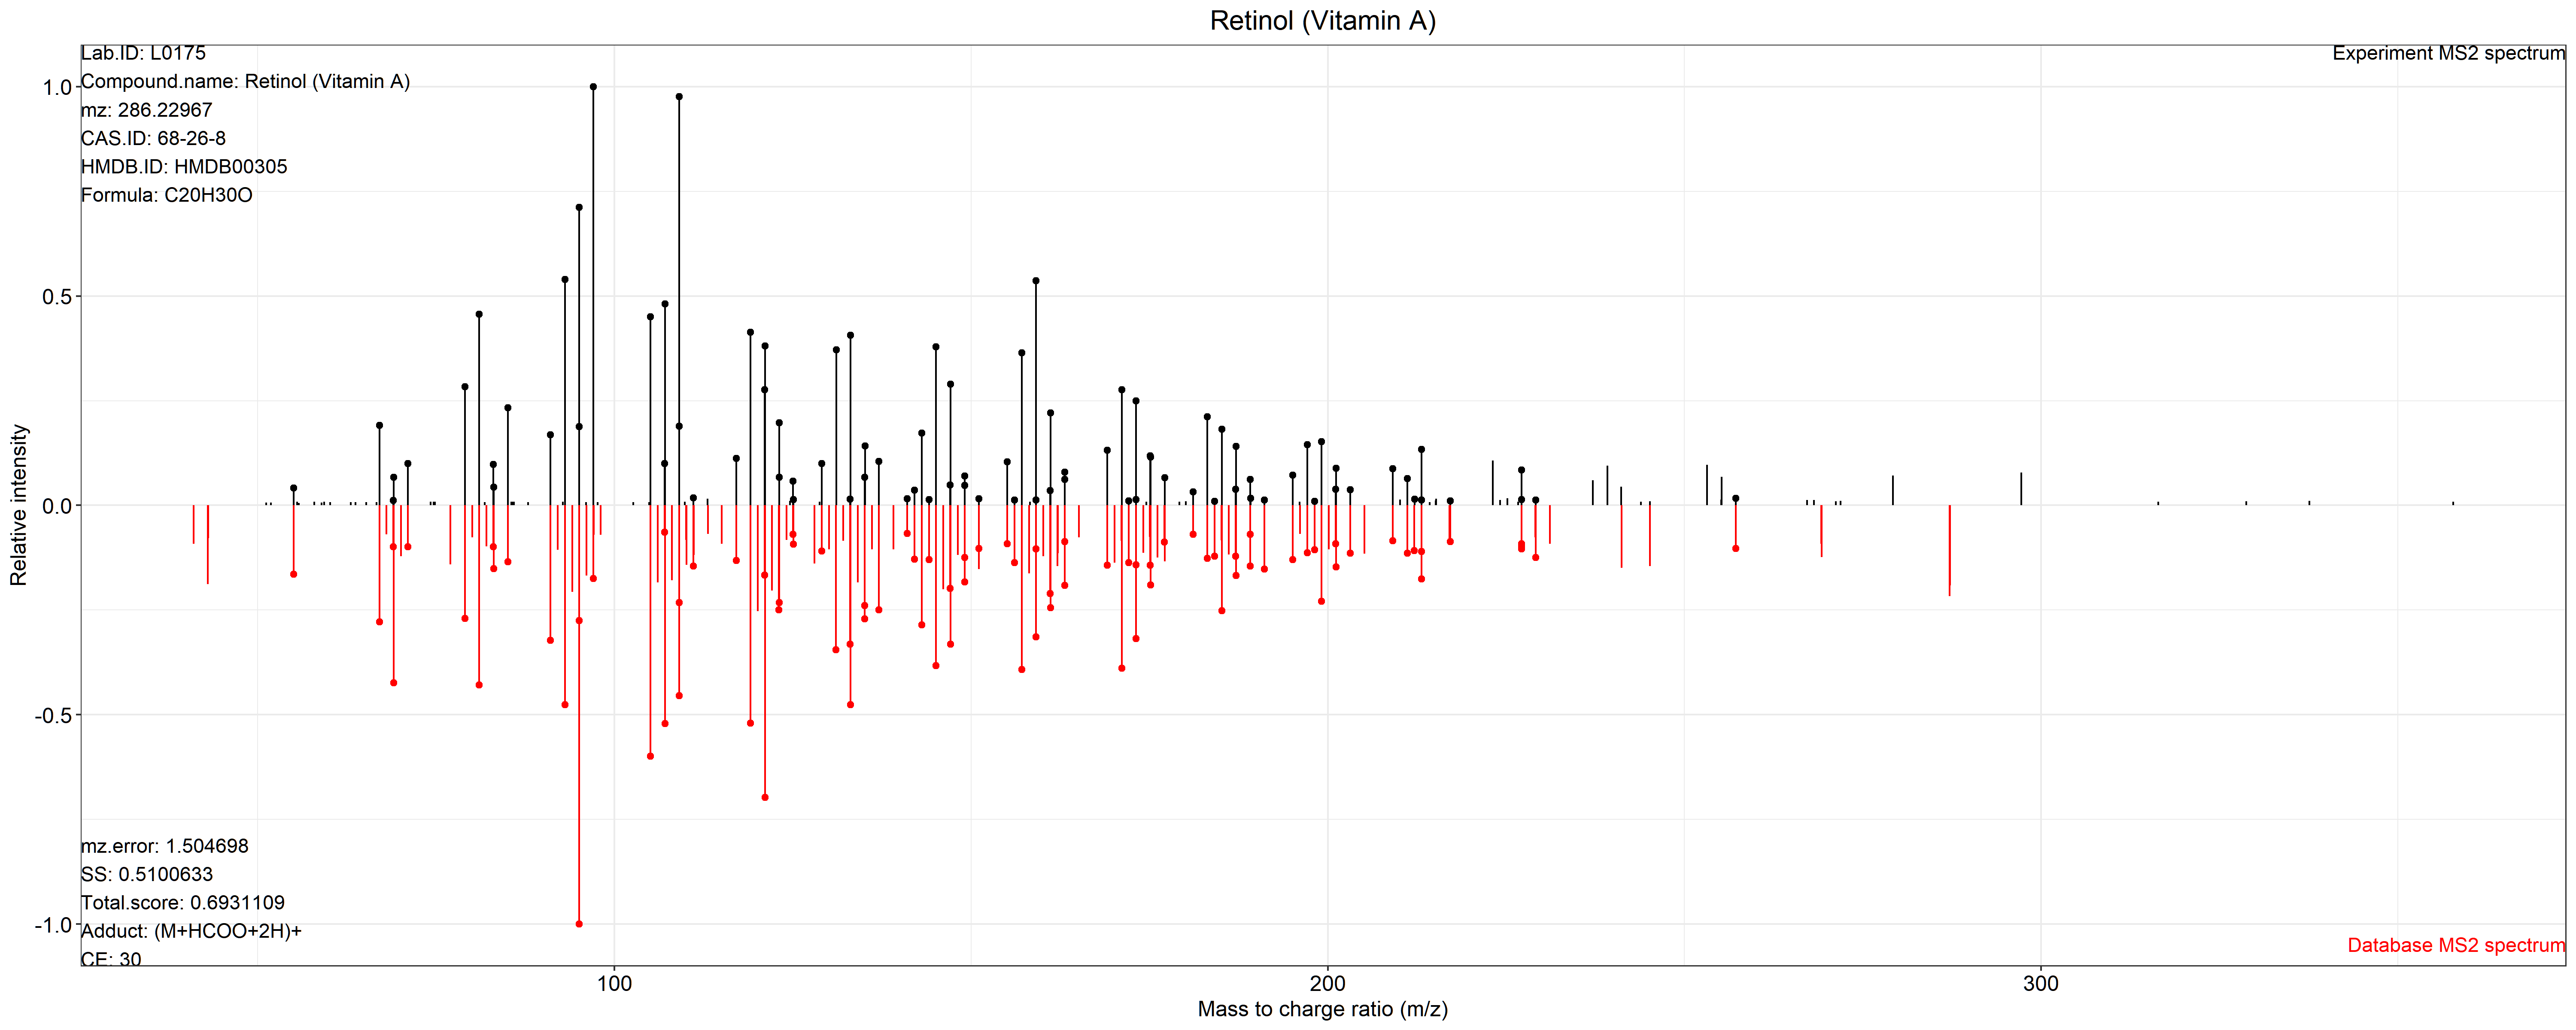 Retinol (Vitamin A)
Lab.ID: L0175
Experiment MS2 spectrum
Compound.name: Retinol (Vitamin A)
mz: 286.22967
CAS.ID: 68-26-8
HMDB.ID: HMDB00305
Formula: C20H30O
1.0
0.5
0.0
-0.5
-1.0
Relative intensity
mz.error: 1.504698
SS: 0.5100633
Total.score: 0.6931109
Adduct: (M+HCOO+2H)+
CE: 30
Database MS2 spectrum
100
200
300
Mass to charge ratio (m/z)